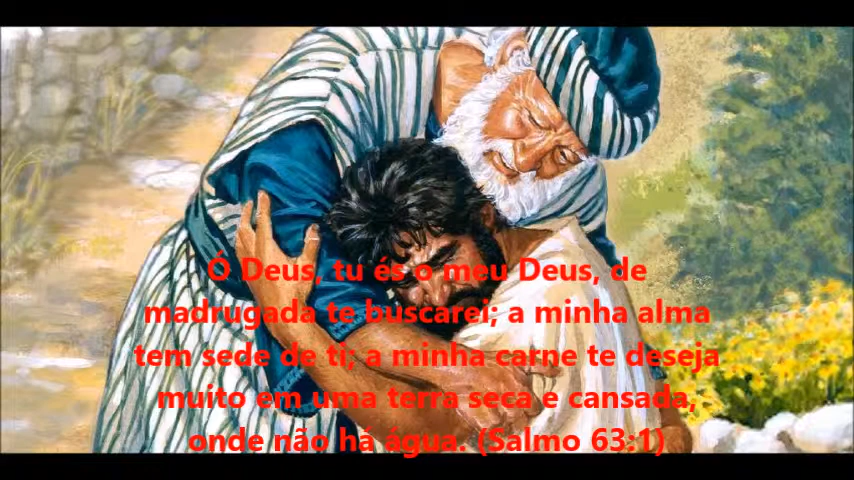 Ó Deus, tu és o meu Deus, de
madrugada te buscarei; a minha alma
tem sede de ti; a minha carne te deseja
muito em uma terra seca e cansada,
onde não há água. (Salmo 63:1)